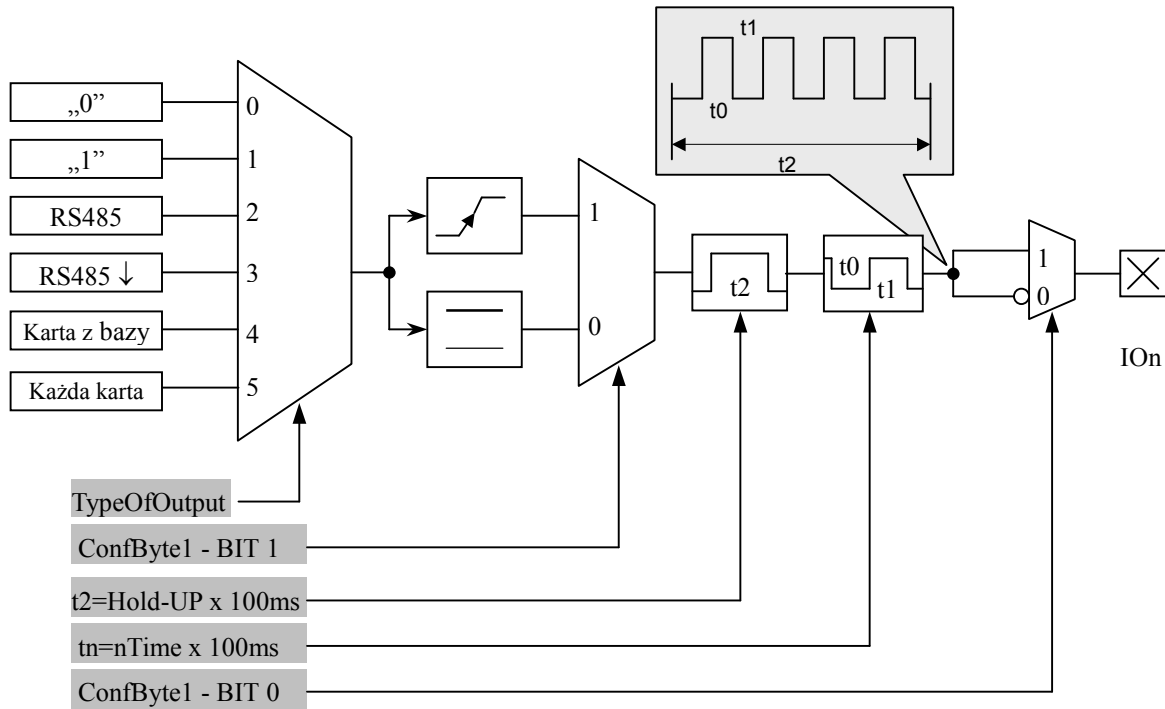 t1
t0
t2
„0”
0
„1”
1
RS485
2
RS485 ↓
3
Karta z bazy
4
Każda karta
5
1
0
t2
t0
t1
1
0
IOn
TypeOfOutput
ConfByte1 - BIT 1
t2=Hold-UP x 100ms
tn=nTime x 100ms
ConfByte1 - BIT 0